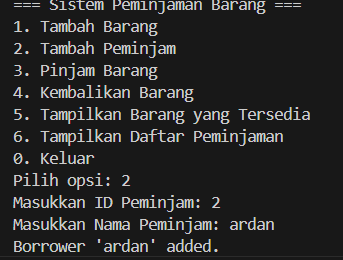 === Sistem Peminjaman Barang ===
1. Tambah Barang
2. Tambah Peminjam
3. Pinjam Barang
4. Kembalikan Barang
5. Tampilkan Barang yang Tersedia
6. Tampilkan Daftar Peminjaman
0. Keluar
Pilih opsi: 2
Masukkan ID Peminjam: 2
Masukkan Nama Peminjam: ardan
Borrower 'ardan' added.